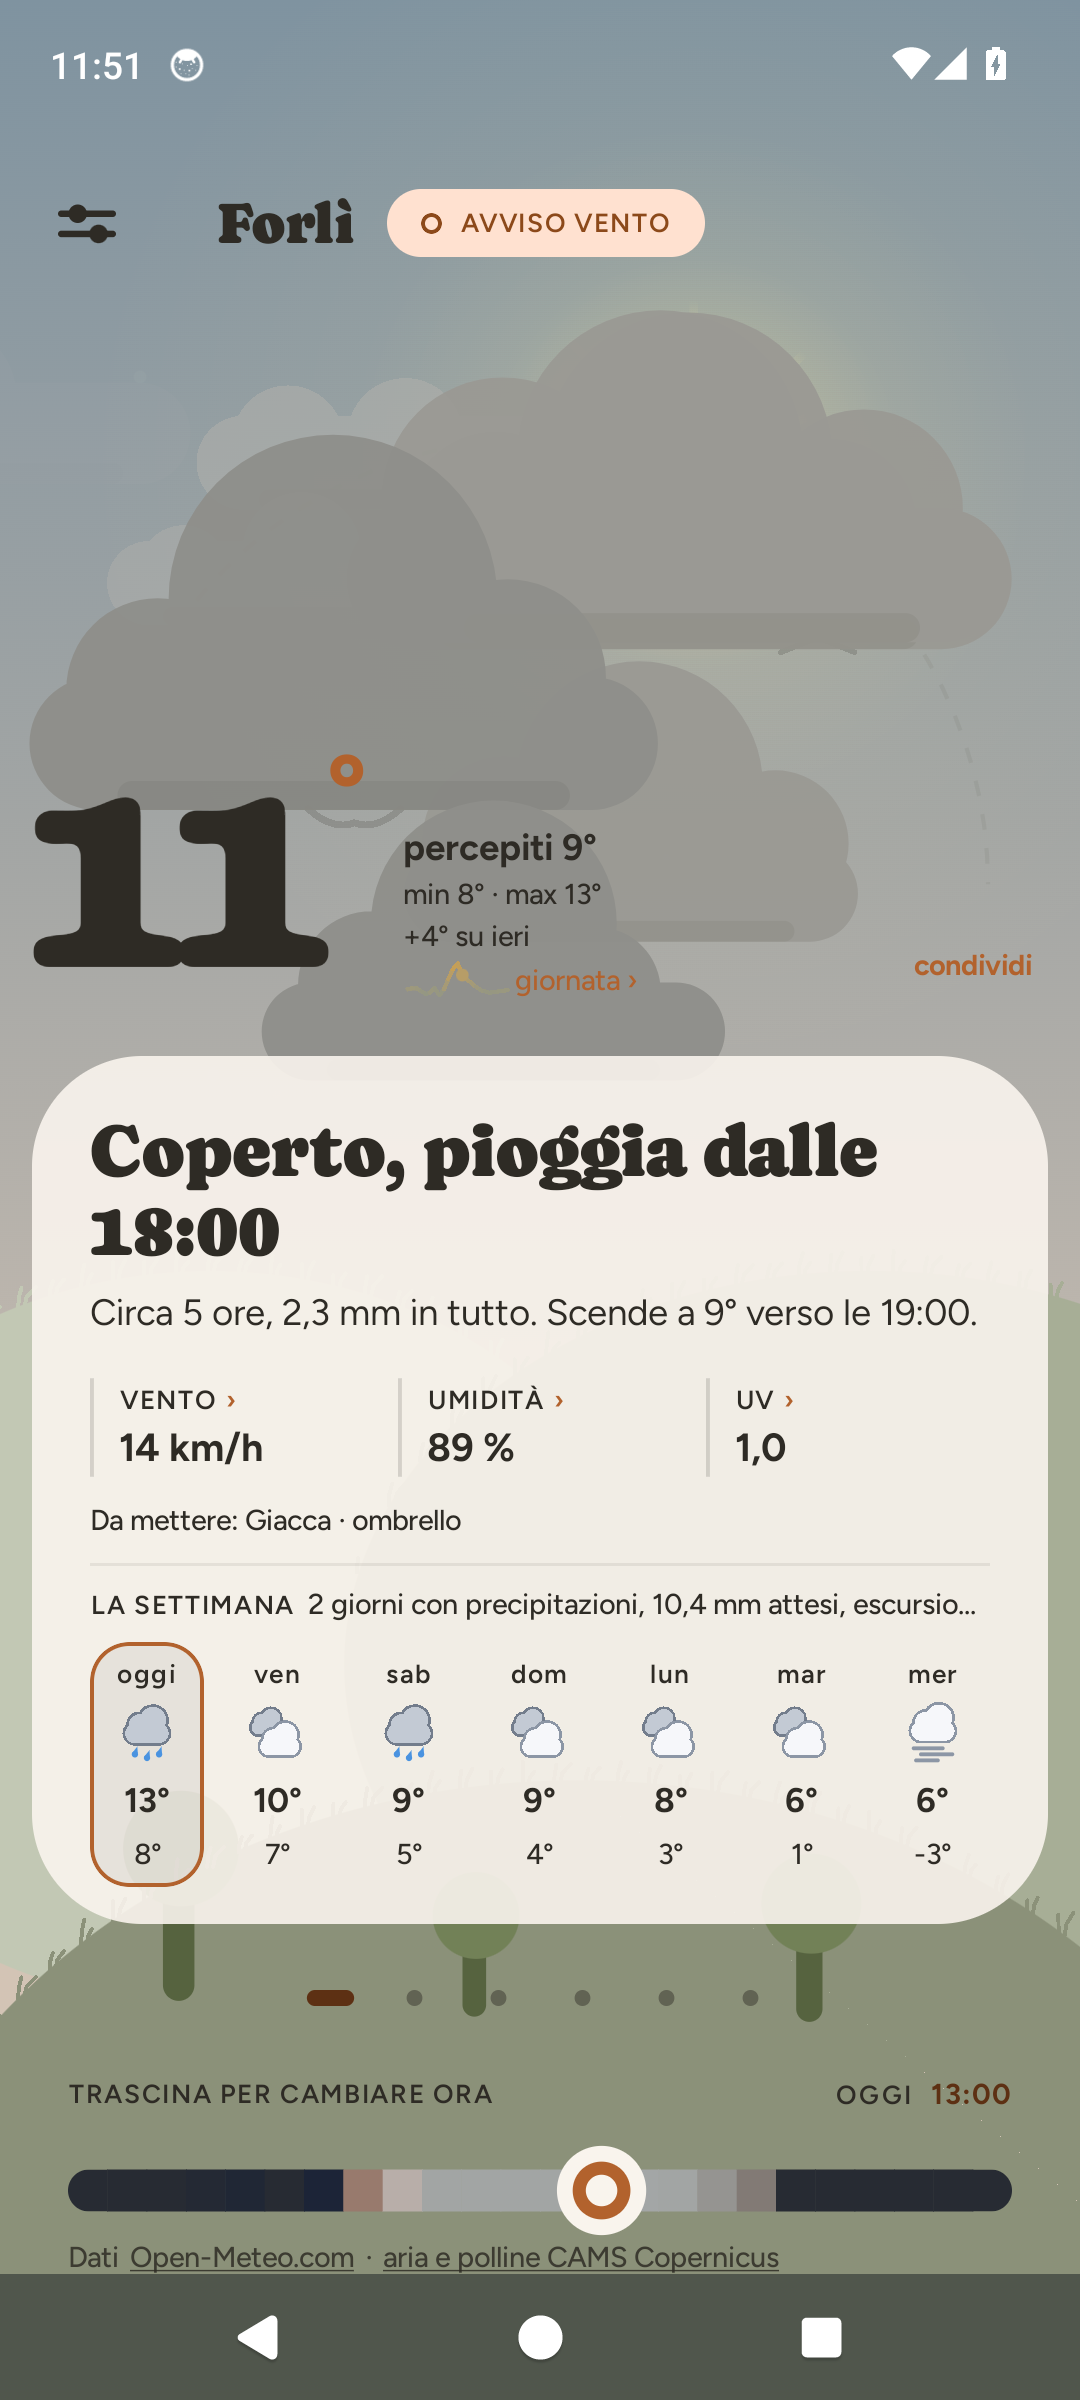 11:51
Forlì
AVVISO VENTO
11
percepiti 9°
min 8° · max 13°
+4° su ieri
giornata ›
condividi
Coperto, pioggia dalle
18:00
Circa 5 ore, 2,3 mm in tutto. Scende a 9° verso le 19:00.
VENTO › UMIDITÀ › UV ›
14 km/h 89 % 1,0
Da mettere: Giacca · ombrello
LA SETTIMANA 2 giorni con precipitazioni, 10,4 mm attesi, escursio...
oggi ven sab dom lun mar mer
13° 10° 9° 9° 8° 6° 6°
8° 7° 5° 4° 3° 1° -3°
TRASCINA PER CAMBIARE ORA OGGI 13:00
Dati Open-Meteo.com · aria e polline CAMS Copernicus